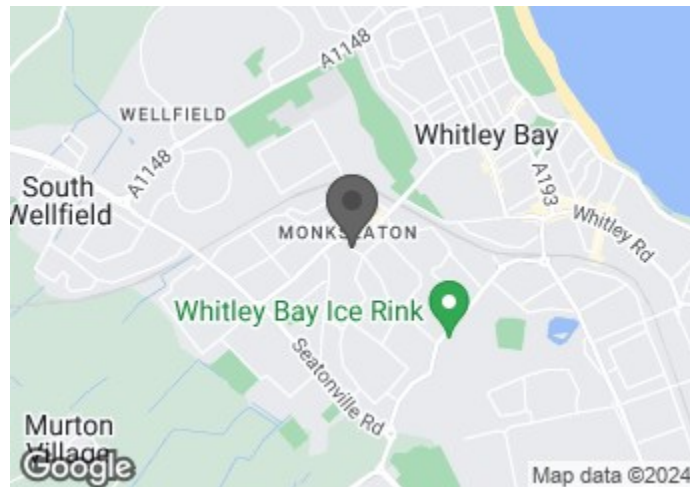 A1148
WELLFIELD
Whitley Bay
A1148
South
Wellfield
A193
Whitley Rd
MONKSEATON
Whitley Bay Ice Rink
Seatonville Rd
Murton
Village
Google
Map data ©2024